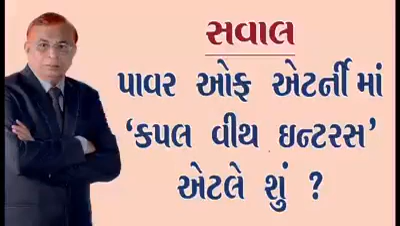 સવાલ
પાવર ઓફ એટર્ની માં
‘કપલ વીથ ઇન્ટરસ’
એટલે શું ?